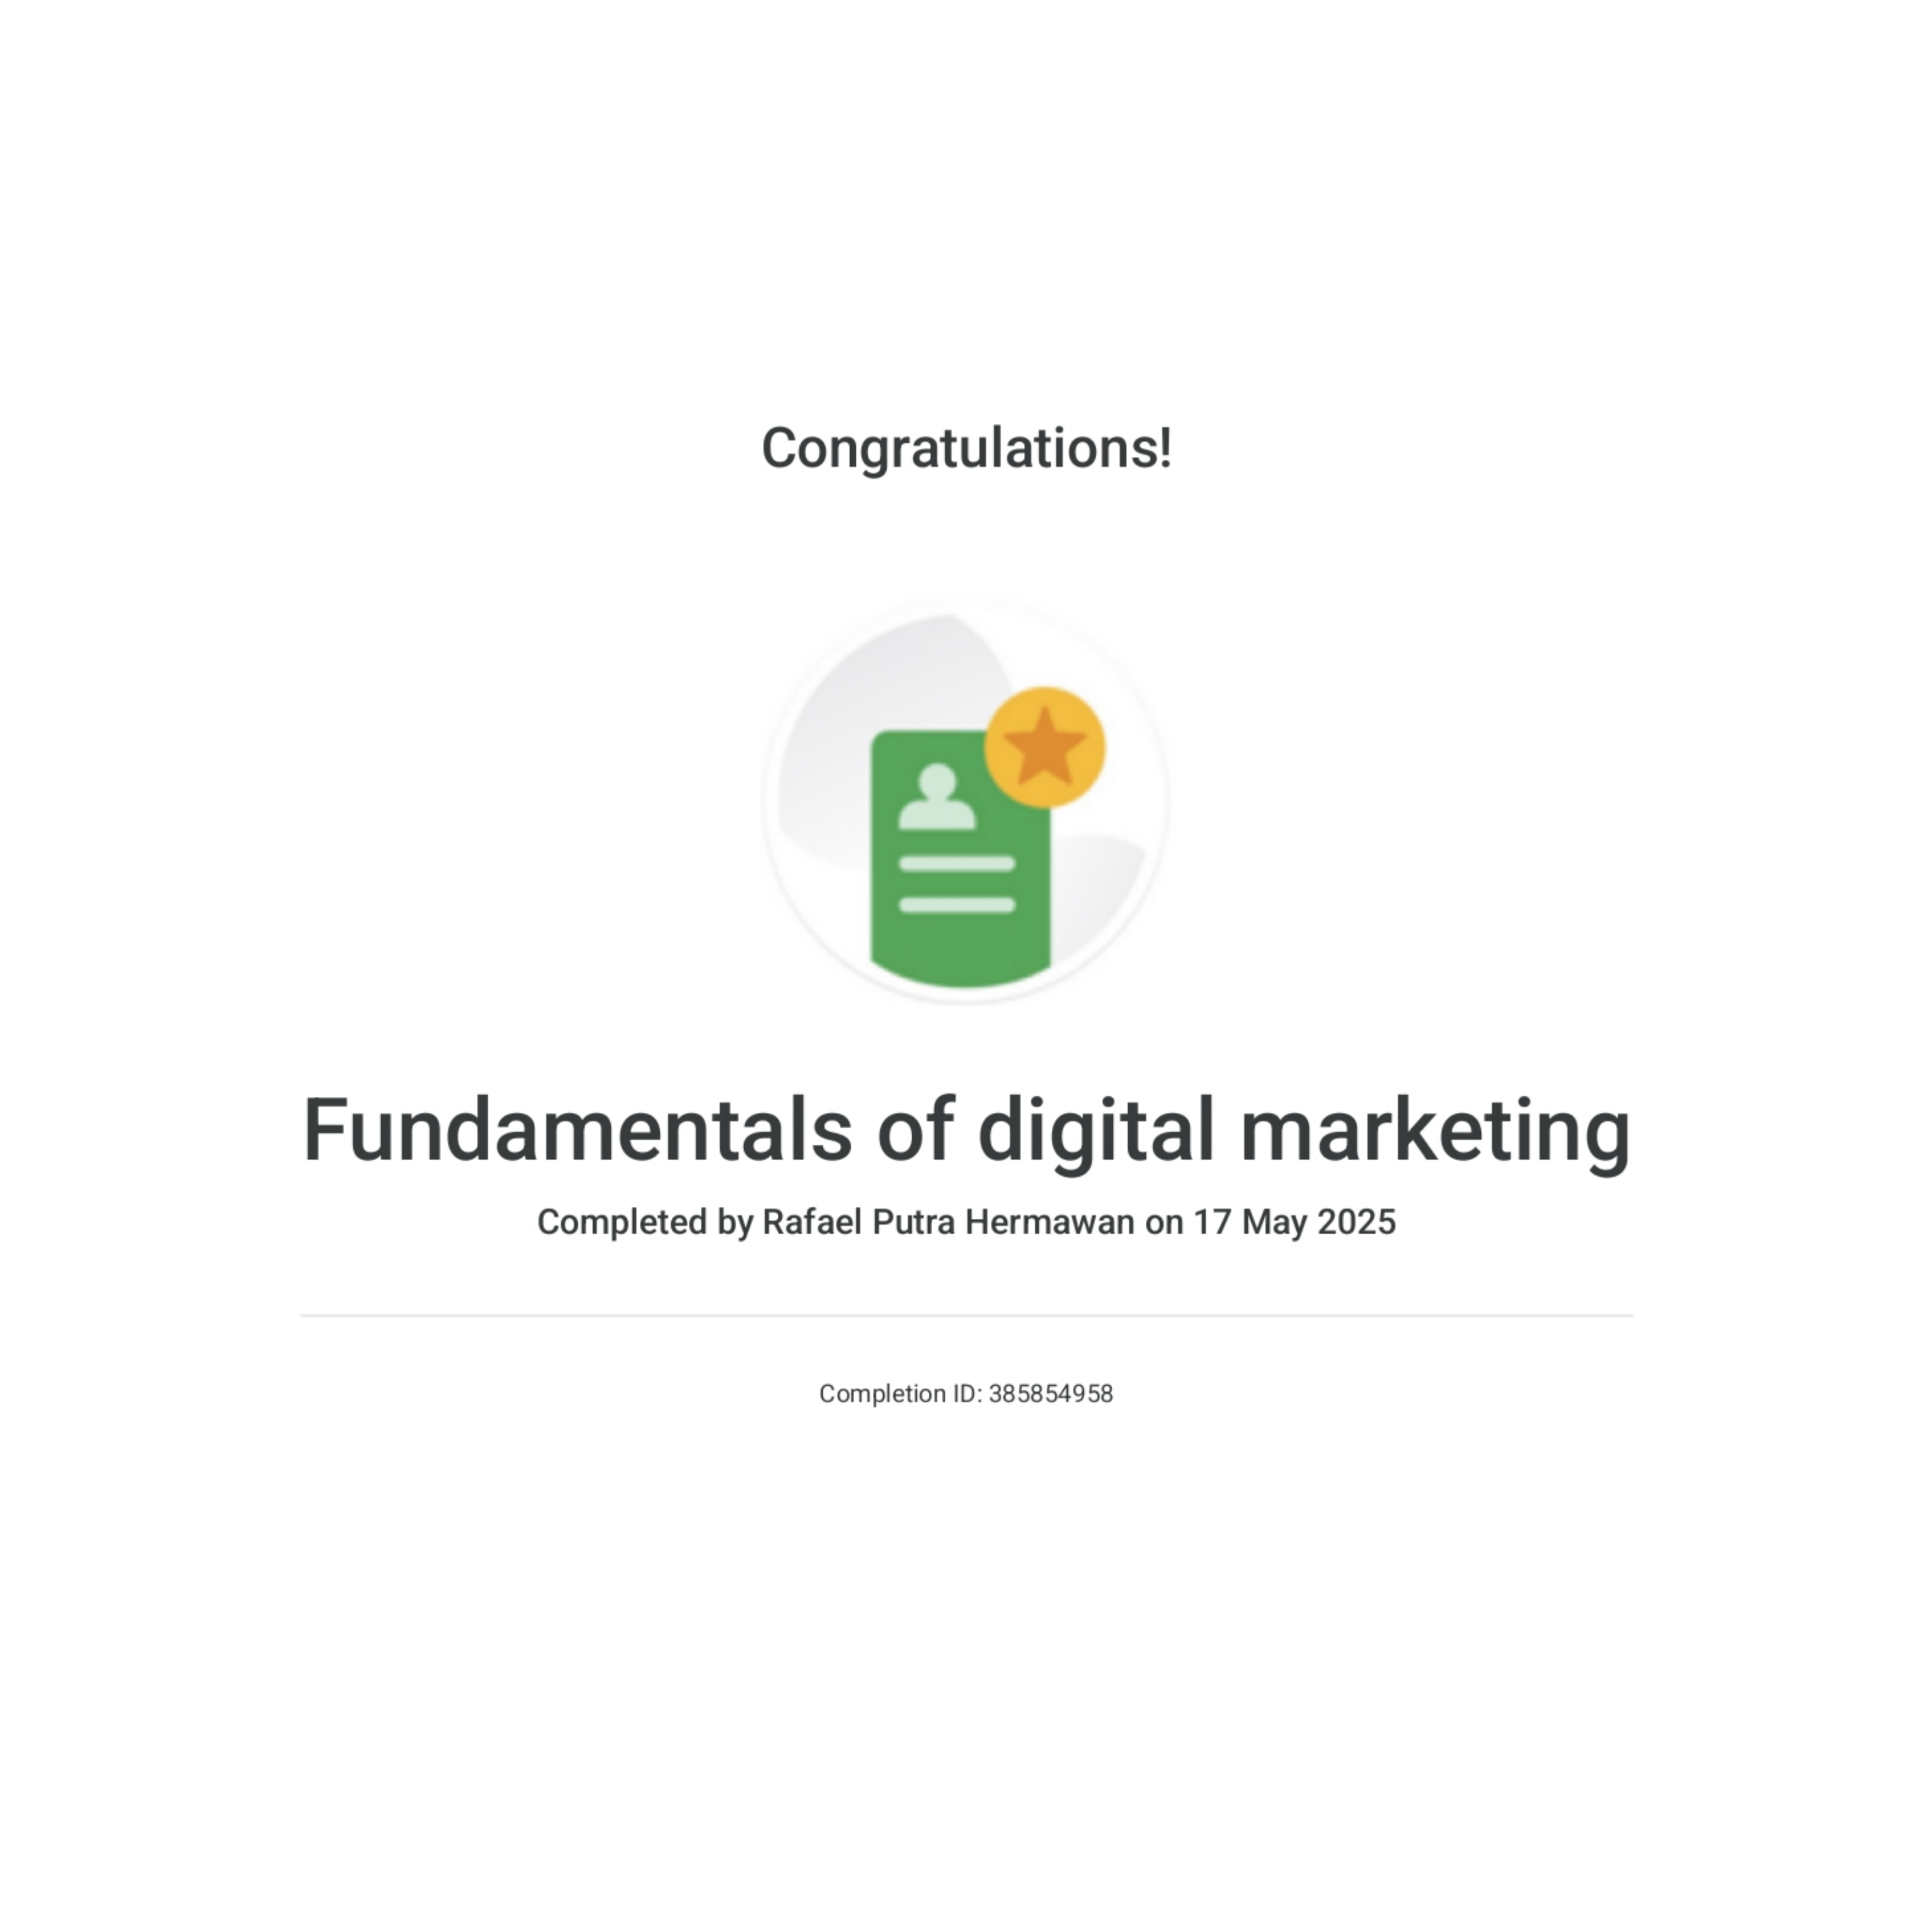 Congratulations!
Fundamentals of digital marketing
Completed by Rafael Putra Hermawan on 17 May 2025
Completion ID: 385854958